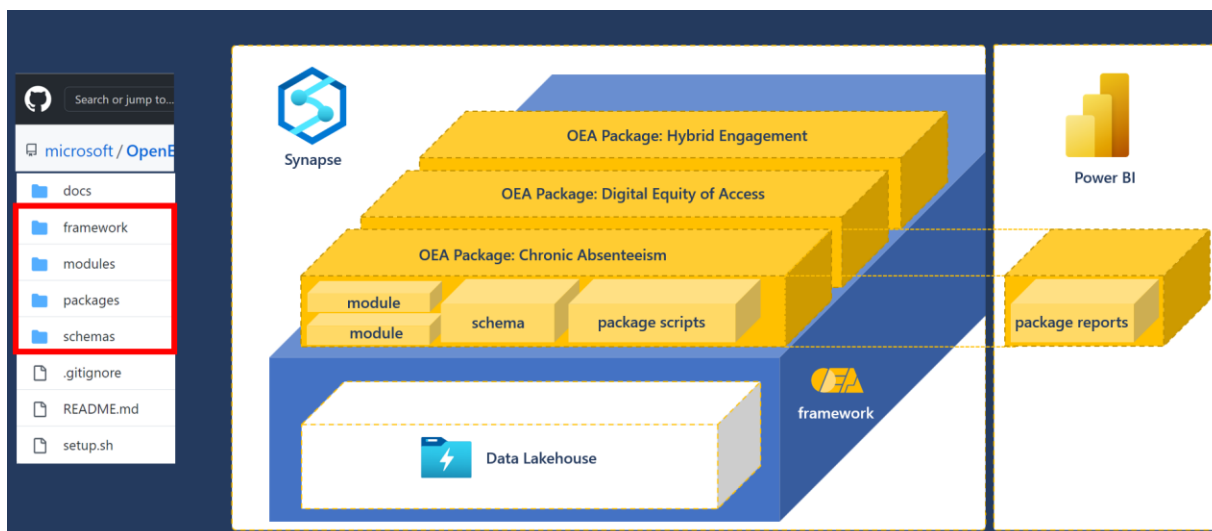 Search or jump to...
microsoft / OpenE
docs
framework
modules
packages
schemas
.gitignore
README.md
setup.sh
Synapse
OEA Package: Hybrid Engagement
OEA Package: Digital Equity of Access
OEA Package: Chronic Absenteeism
module
module
schema
package scripts
OEA
framework
Data Lakehouse
Power BI
package reports